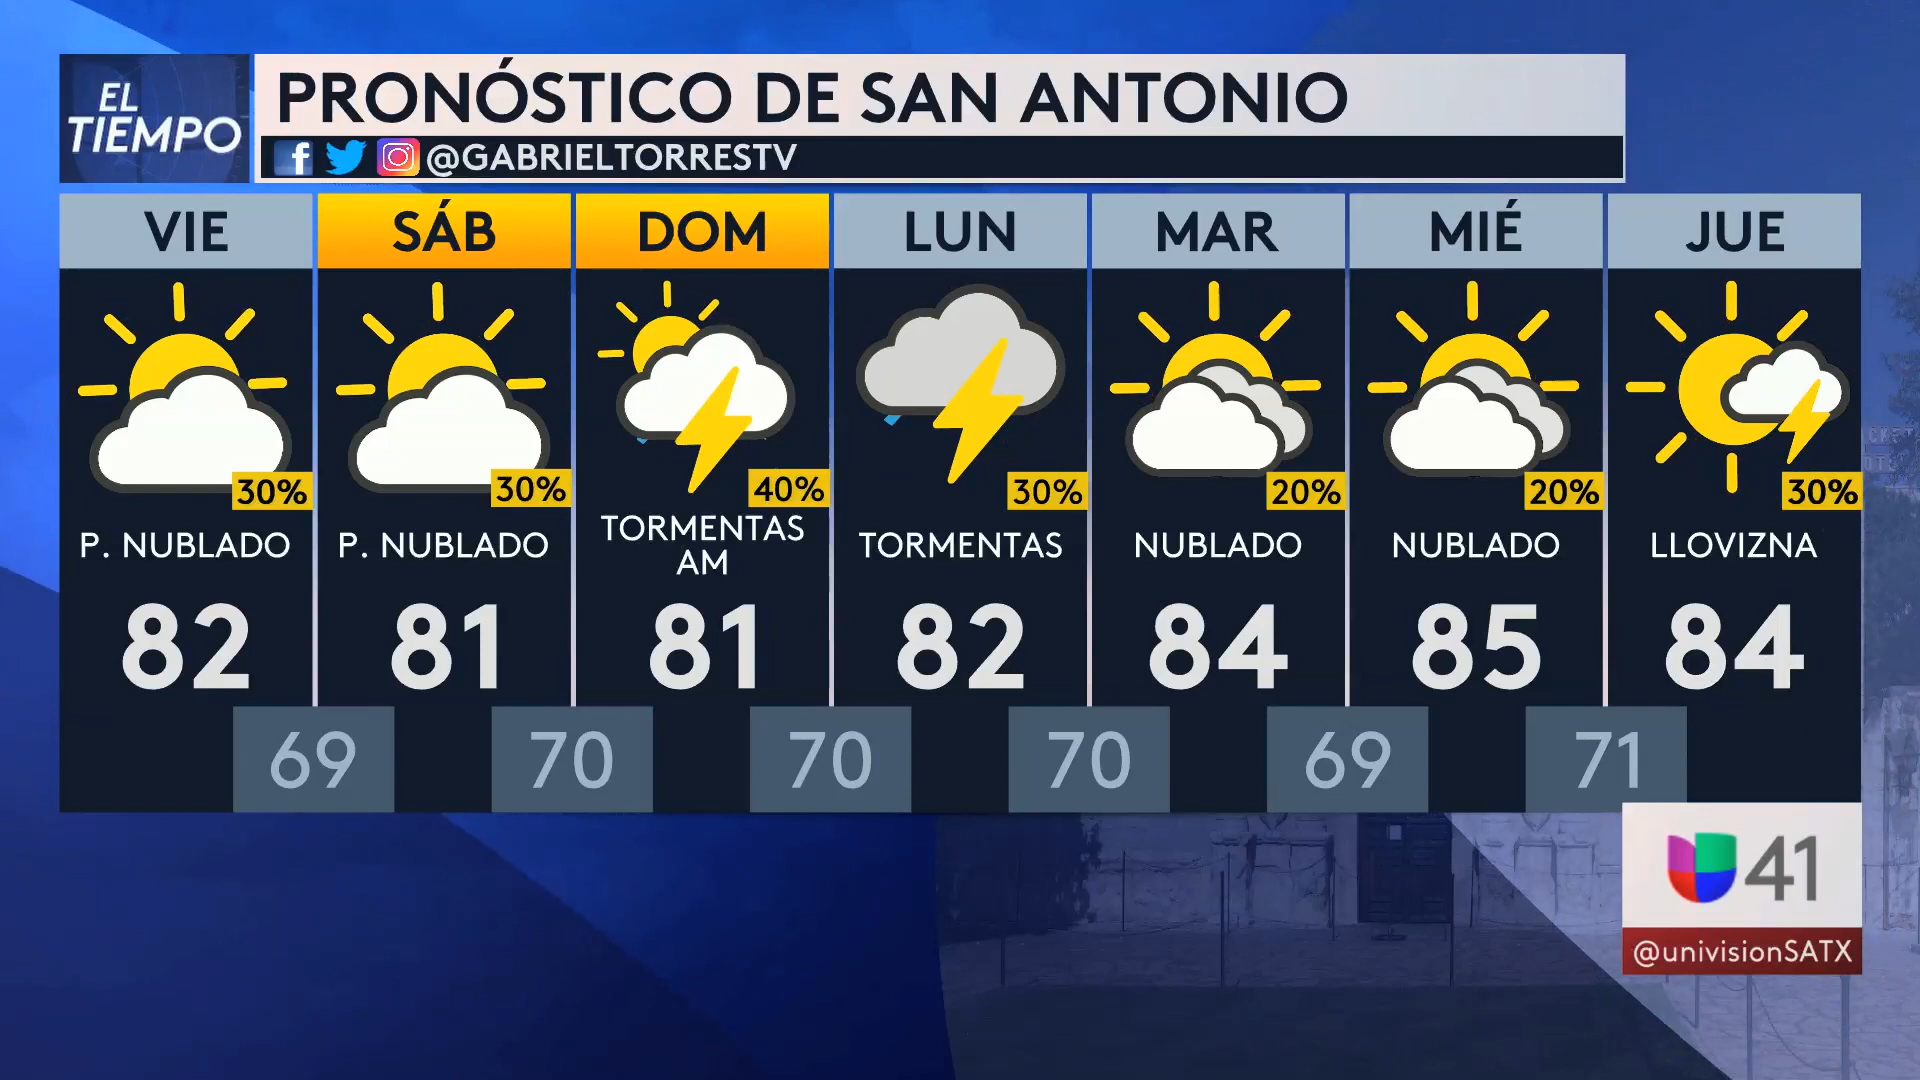 EL
TIEMPO
PRONÓSTICO DE SAN ANTONIO
@GABRIELTORRESTV
VIE SÁB DOM LUN MAR MIÉ JUE
30% 30% 40% 30% 20% 20% 30%
P. NUBLADO P. NUBLADO TORMENTAS AM TORMENTAS NUBLADO NUBLADO LLOVIZNA
82 81 81 82 84 85 84
69 70 70 70 69 71
41
@univisionSATX